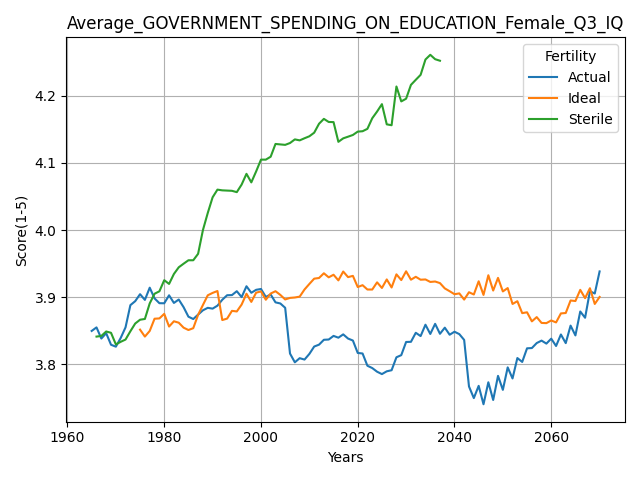 Average_GOVERNMENT_SPENDING_ON_EDUCATION_Female_Q3_IQ
Fertility
Actual
Ideal
Sterile
Score(1-5)
4.2
4.1
4.0
3.9
3.8
1960 1980 2000 2020 2040 2060
Years